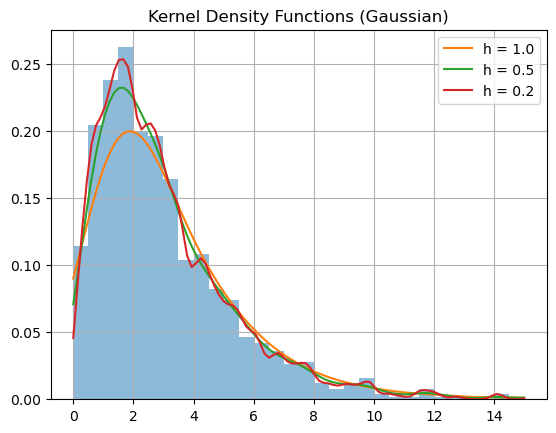 Kernel Density Functions (Gaussian)
h = 1.0
h = 0.5
h = 0.2
0.25
0.20
0.15
0.10
0.05
0.00
0 2 4 6 8 10 12 14